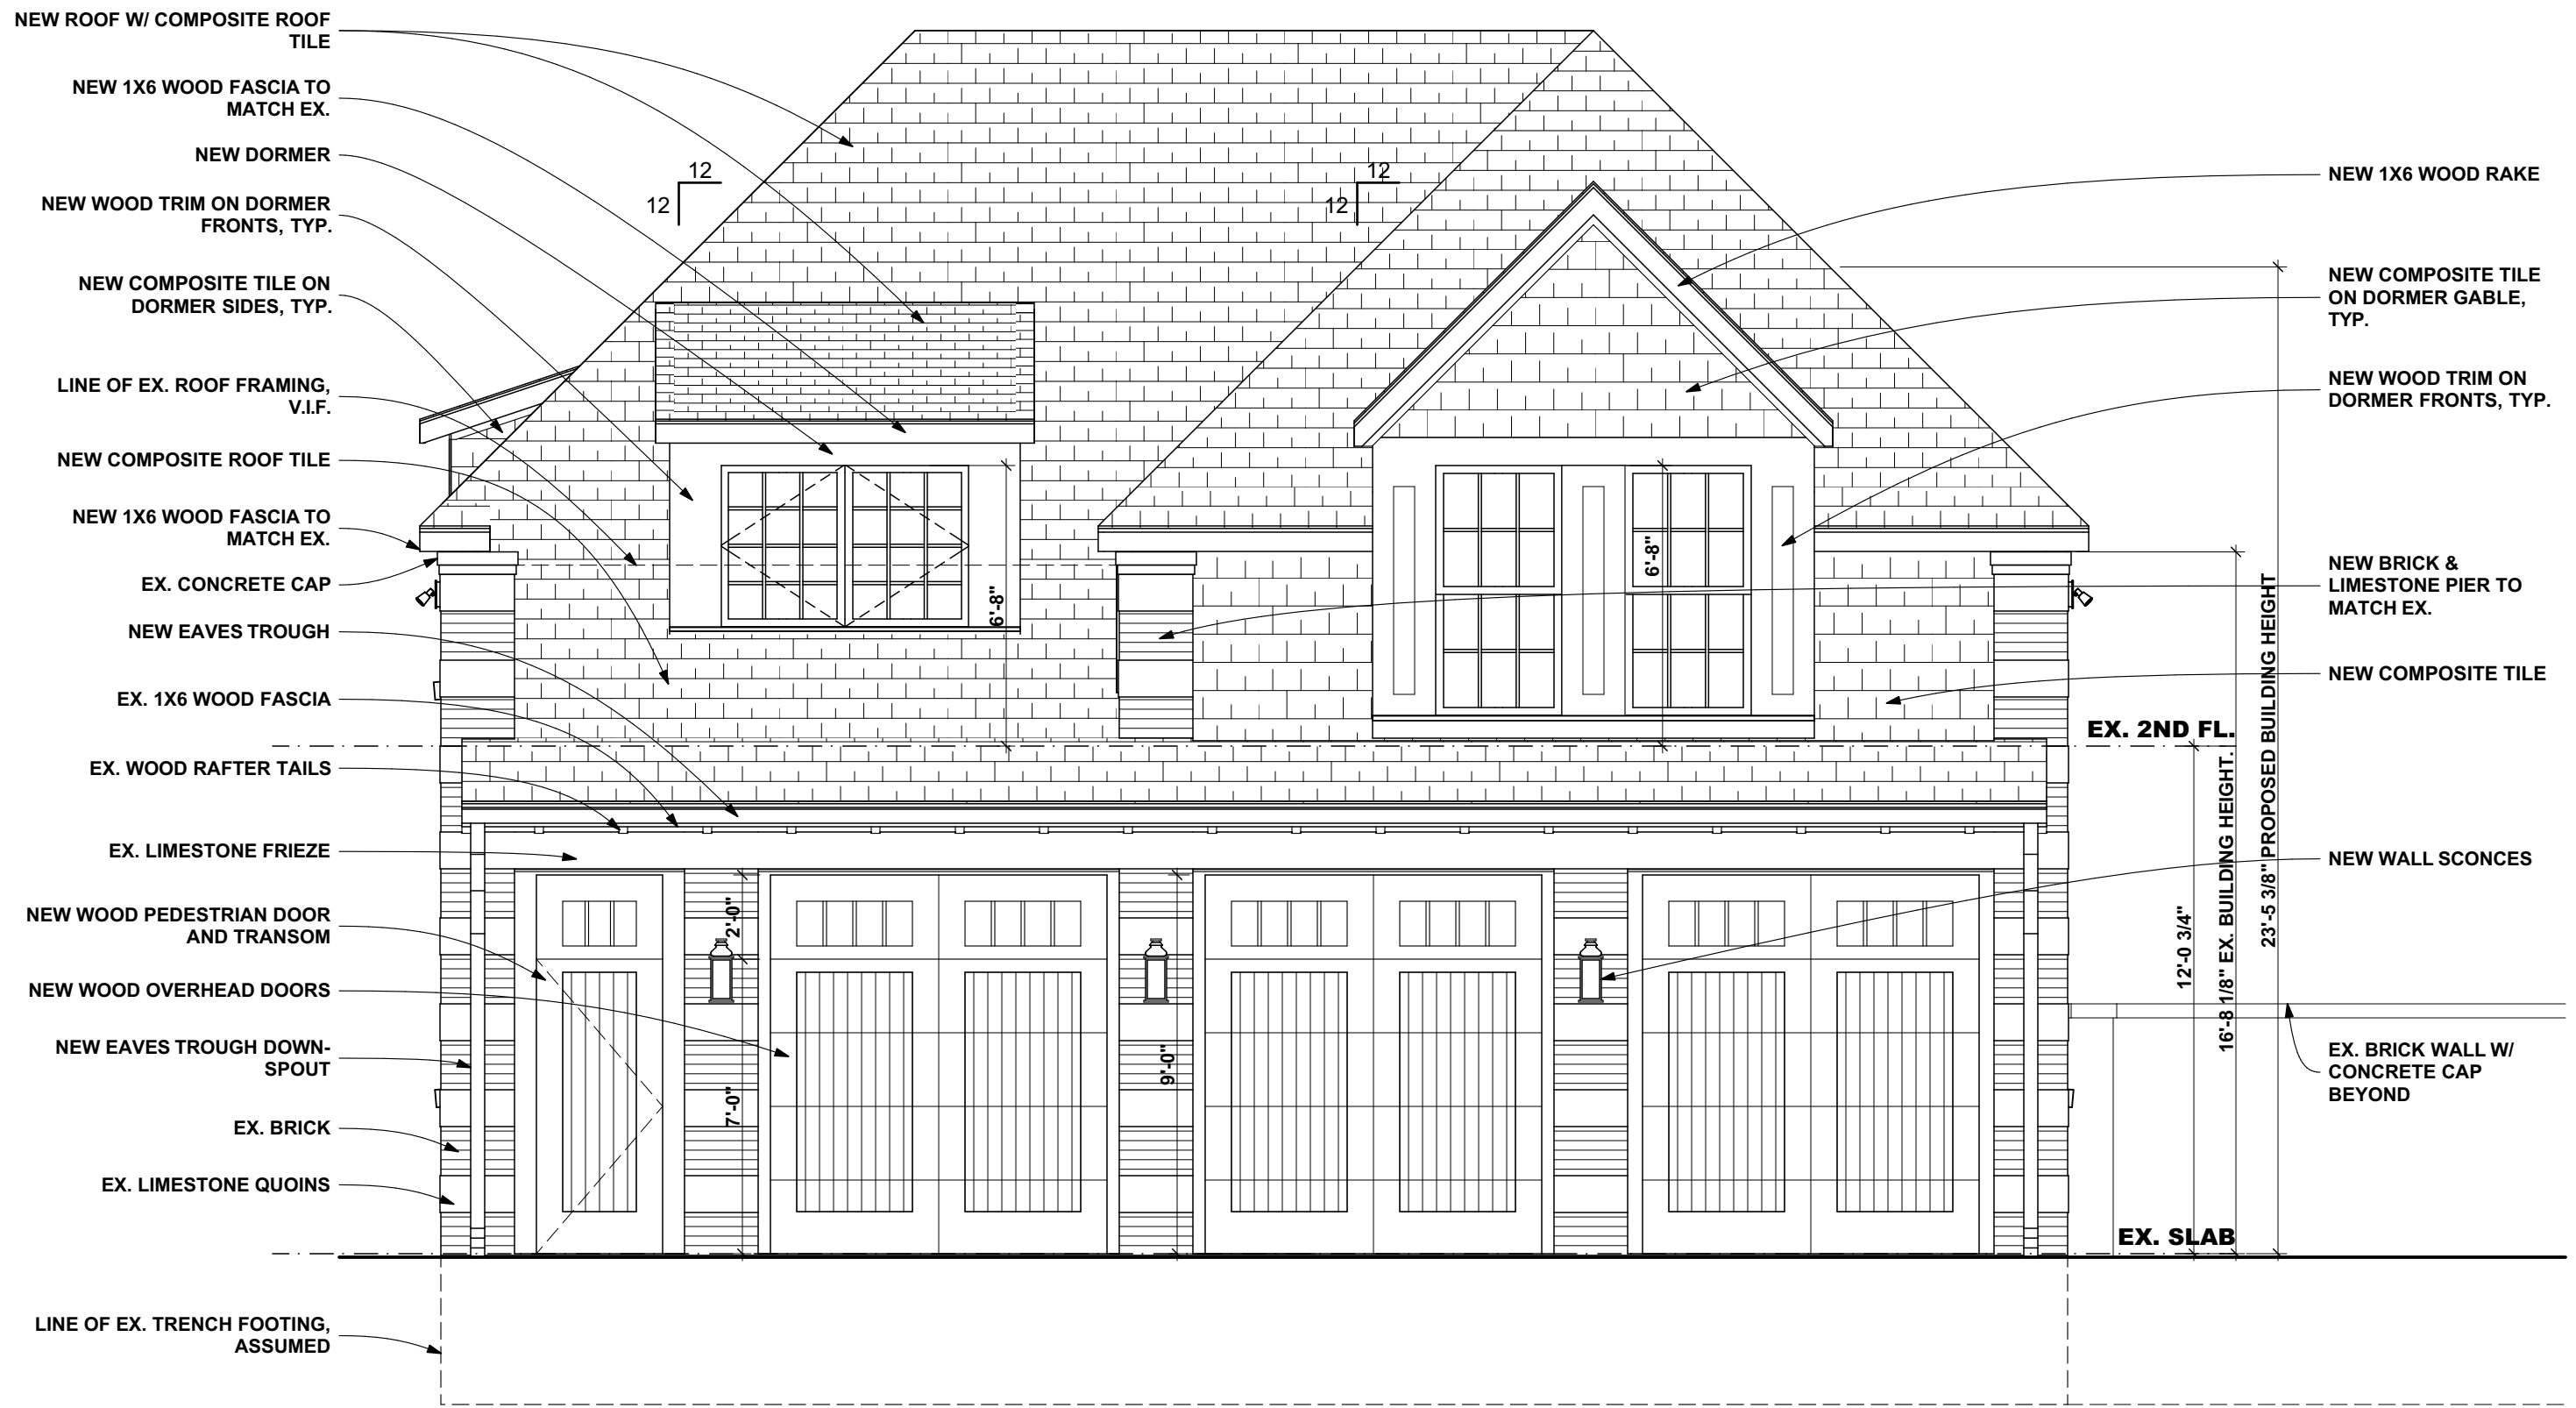 NEW ROOF W/ COMPOSITE ROOF
TILE
NEW 1X6 WOOD FASCIA TO
MATCH EX.
NEW DORMER
NEW WOOD TRIM ON DORMER
FRONTS, TYP.
NEW COMPOSITE TILE ON
DORMER SIDES, TYP.
LINE OF EX. ROOF FRAMING,
V.I.F.
NEW COMPOSITE ROOF TILE
NEW 1X6 WOOD FASCIA TO
MATCH EX.
EX. CONCRETE CAP
NEW EAVES TROUGH
EX. 1X6 WOOD FASCIA
EX. WOOD RAFTER TAILS
EX. LIMESTONE FRIEZE
NEW WOOD PEDESTRIAN DOOR
AND TRANSOM
NEW WOOD OVERHEAD DOORS
NEW EAVES TROUGH DOWN-
SPOUT
EX. BRICK
EX. LIMESTONE QUOINS
LINE OF EX. TRENCH FOOTING,
ASSUMED
12
12
12
12
6'-8"
6'-8"
2'-0"
7'-0"
9'-0"
EX. 2ND FL.
EX. SLAB
12'-0 3/4"
16'-8 1/8" EX. BUILDING HEIGHT.
23'-5 3/8" PROPOSED BUILDING HEIGHT
NEW 1X6 WOOD RAKE
NEW COMPOSITE TILE
ON DORMER GABLE,
TYP.
NEW WOOD TRIM ON
DORMER FRONTS, TYP.
NEW BRICK &
LIMESTONE PIER TO
MATCH EX.
NEW COMPOSITE TILE
NEW WALL SCONCES
EX. BRICK WALL W/
CONCRETE CAP
BEYOND